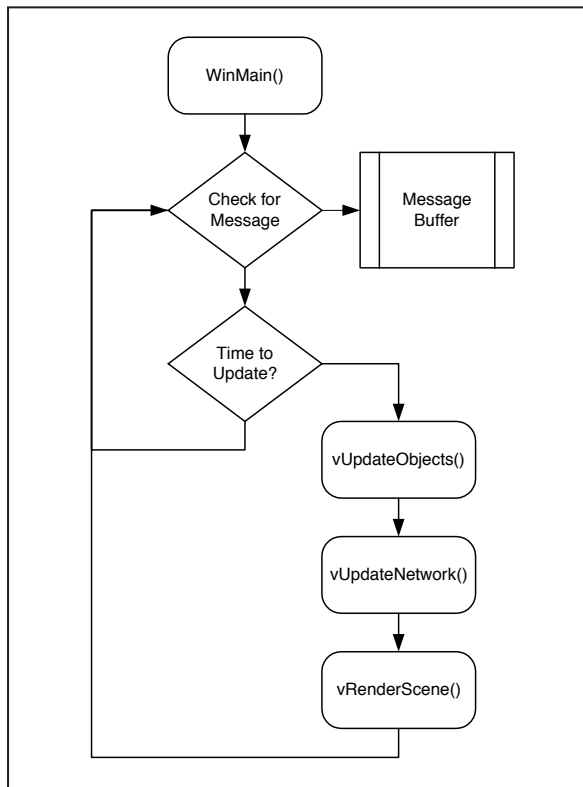 WinMain()
Check for
Message
Message
Buffer
Time to
Update?
vUpdateObjects()
vUpdateNetwork()
vRenderScene()